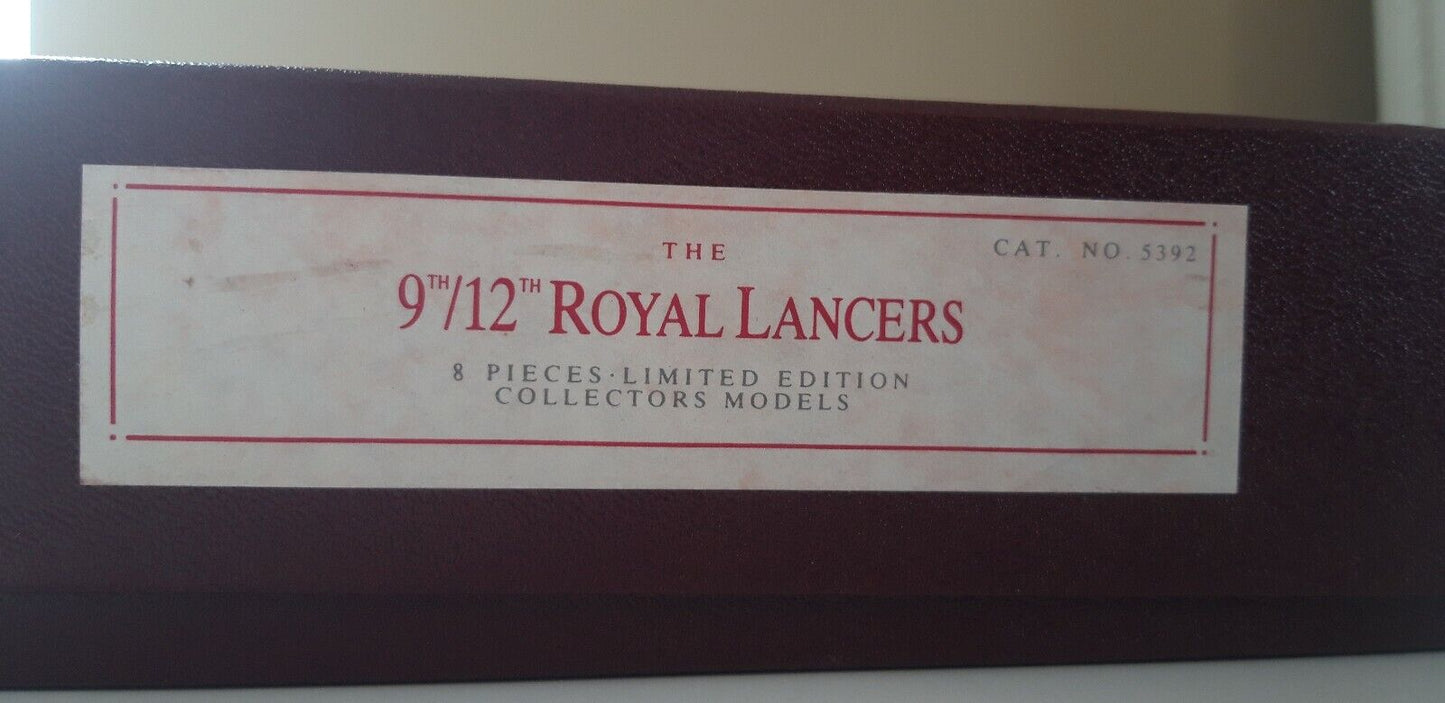 THE
CAT. NO. 5392
9TH/12TH ROYAL LANCERS
8 PIECES·LIMITED EDITION
COLLECTORS MODELS